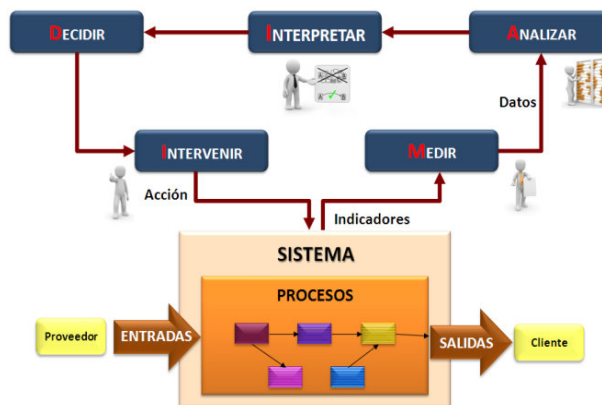 DECIDIR
INTERPRETAR
ANALIZAR
Datos
INTERVENIR
MEDIR
Acción
Indicadores
SISTEMA
PROCESOS
Proveedor
ENTRADAS
SALIDAS
Cliente